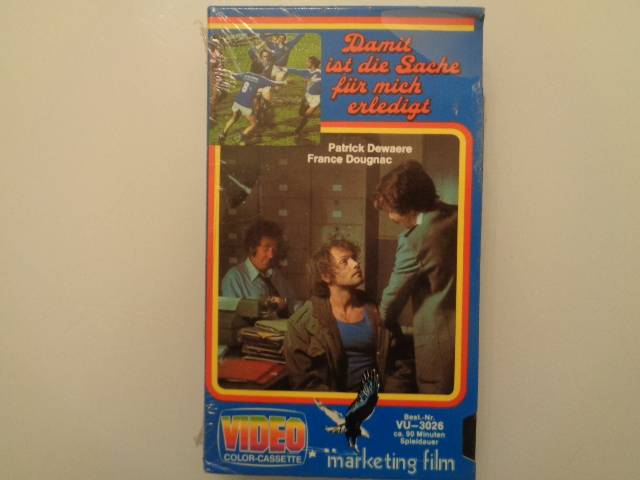 Damit
ist die Sache
für mich
erledigt
Patrick Dewaere
France Dougnac
8
VIDEO
COLOR-CASSETTE
marketing film
Best.-Nr.
VU-3026
ca. 90 Minuten
Spieldauer